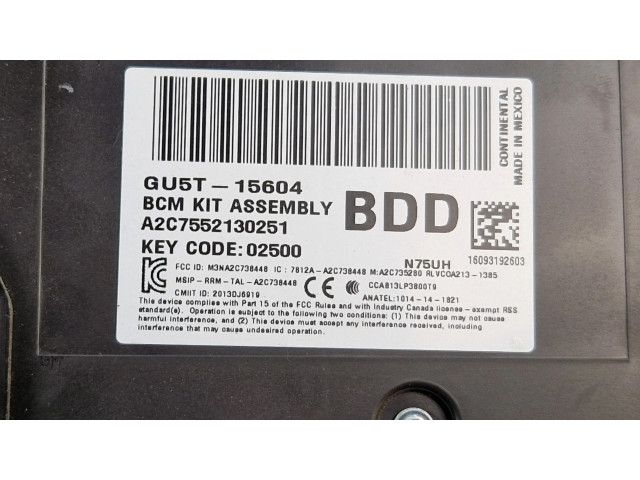 CONTINENTAL
MADE IN MEXICO
GU5T-15604
BCM KIT ASSEMBLY
BDD
A2C7552130251
KEY CODE:02500
N75UH
16093192603
FCC ID: M3NA2C738448 IC: 7812A-A2C738448 M:A2C735280 RLVCOA213-1385
MSIP-RRM-TAL-A2C738448
CCAB13LP3800T9
CMIIT ID: 2013DJ6919
ANATEL:1014-14-1821
This device complies with Part 15 of the FCC Rules and with Industry Canada license - exempt RSS
standard(s). Operation is subject to the following two conditions: (1) This device may not cause
harmful interference, and (2) This device must accept any interference received, including
interference that may cause undesired operation.